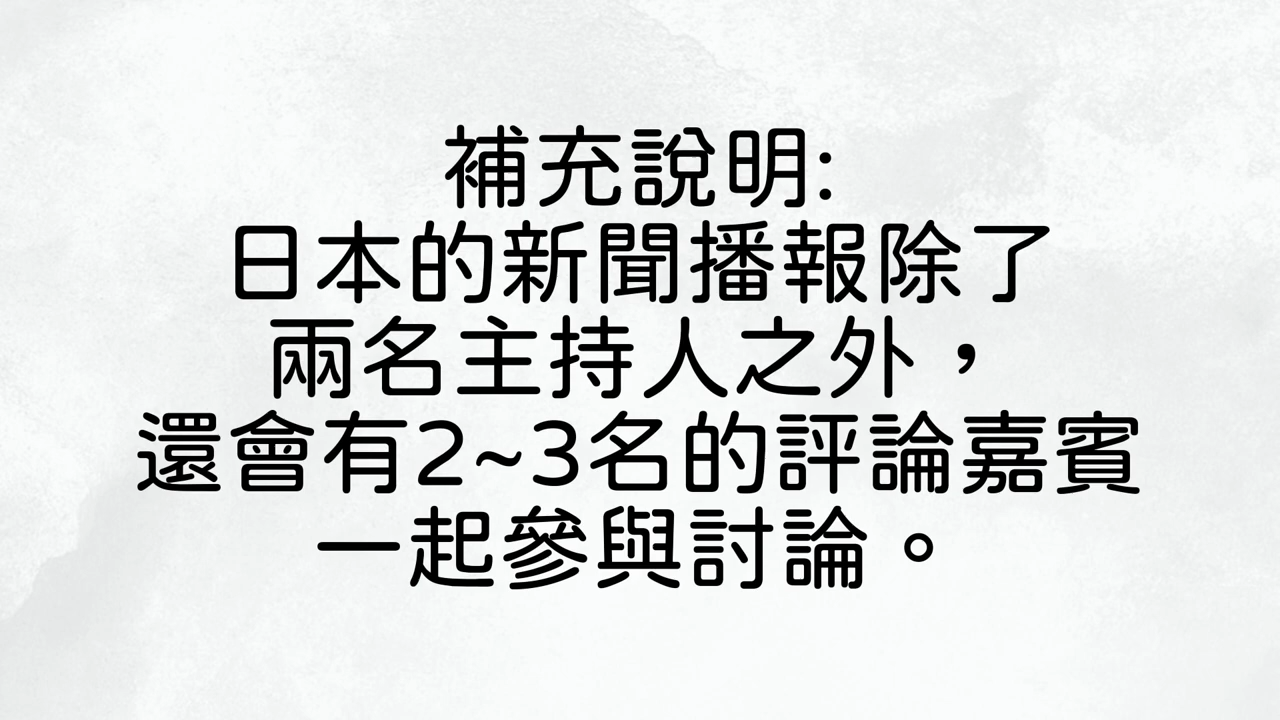 補充說明:
日本的新聞播報除了
兩名主持人之外，
還會有2~3名的評論嘉賓
一起參與討論。